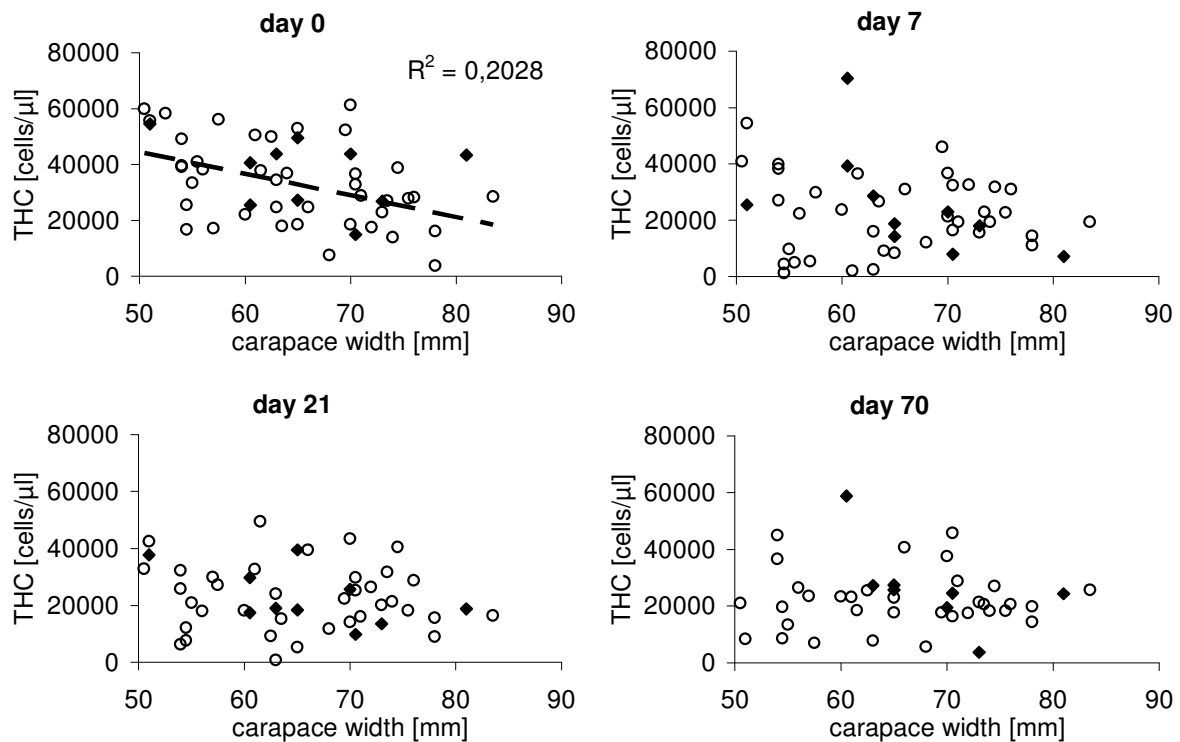 day 0
80000
60000
40000
20000
0
THC [cells/µl]
R² = 0,2028
50 60 70 80 90
carapace width [mm]
day 7
80000
60000
40000
20000
0
THC [cells/µl]
50 60 70 80 90
carapace width [mm]
day 21
80000
60000
40000
20000
0
THC [cells/µl]
50 60 70 80 90
carapace width [mm]
day 70
80000
60000
40000
20000
0
THC [cells/µl]
50 60 70 80 90
carapace width [mm]